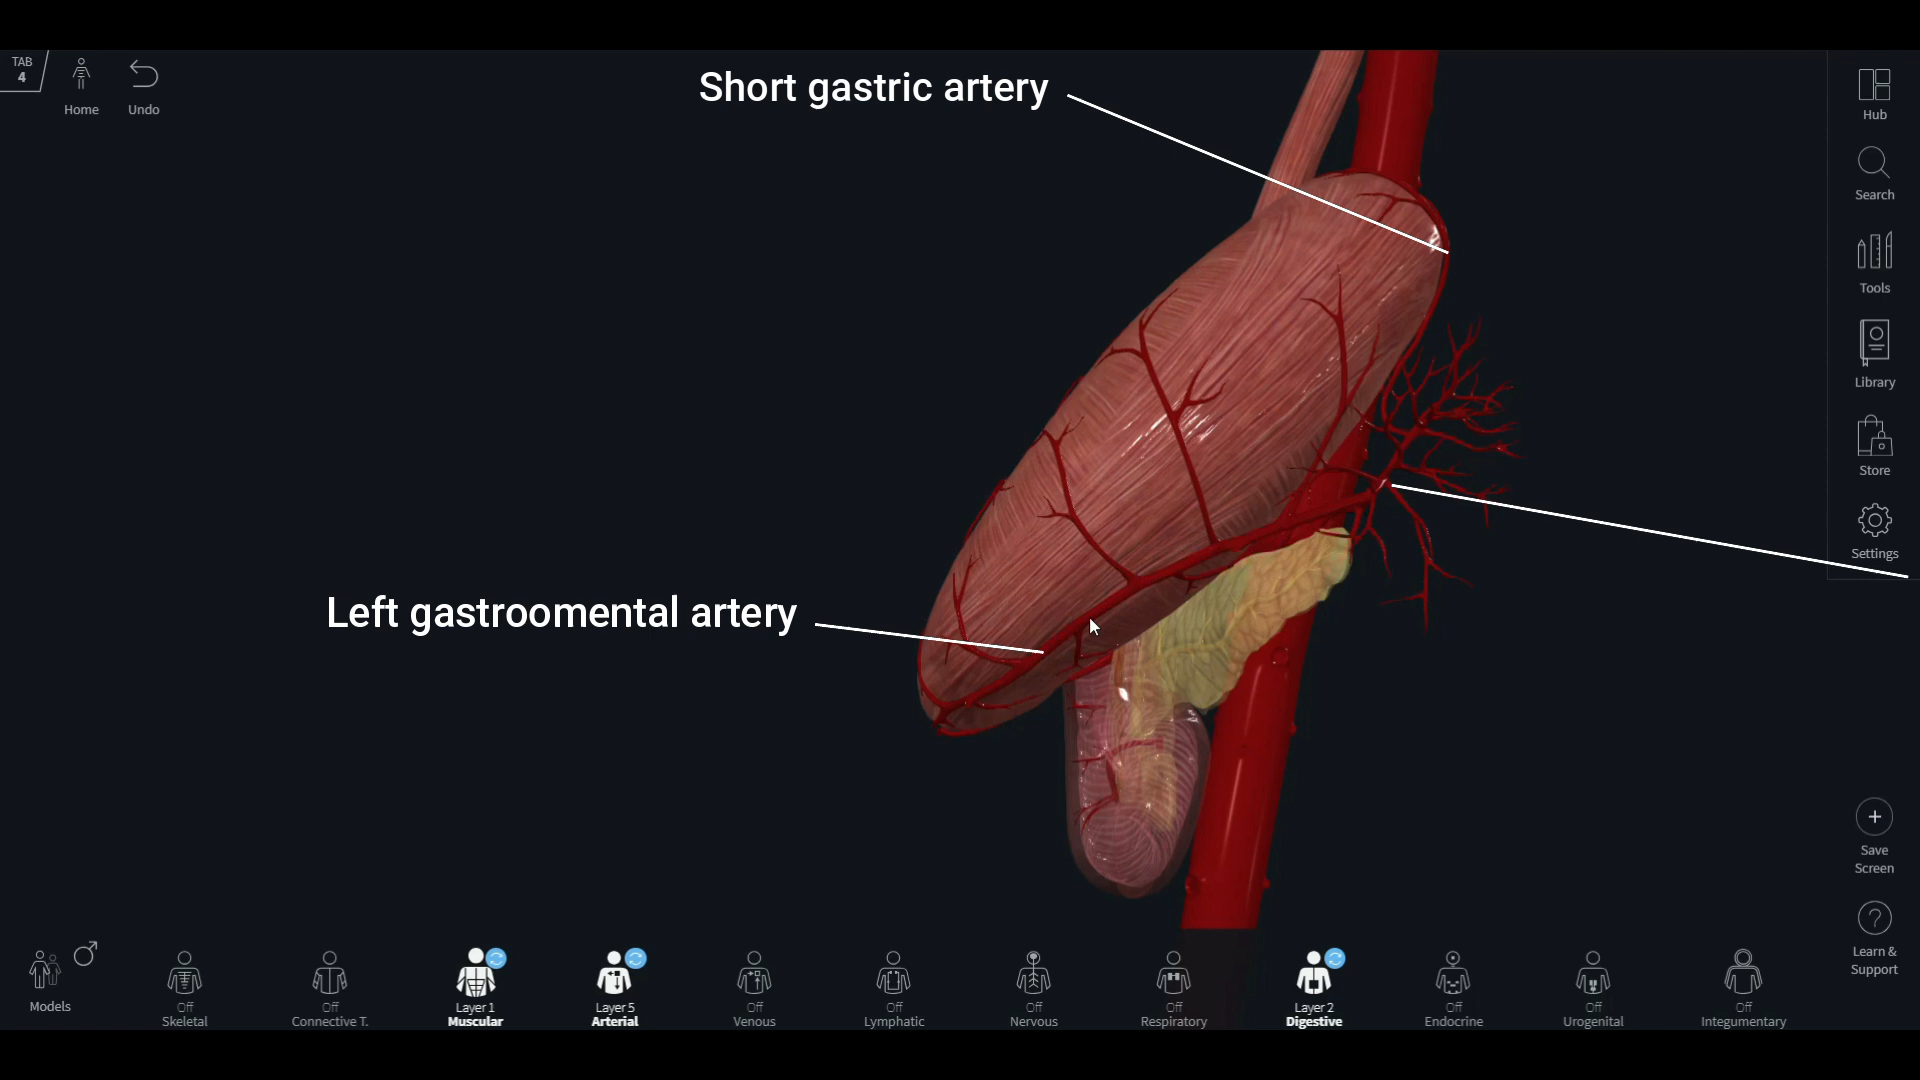 TAB
4
Home
Undo
Short gastric artery
Hub
Search
Tools
Library
Store
Settings
Left gastroomental artery
Save
Screen
Learn &
Support
Models
Off
Skeletal
Off
Connective T.
Layer 1
Muscular
Layer 5
Arterial
Off
Venous
Off
Lymphatic
Off
Nervous
Off
Respiratory
Layer 2
Digestive
Off
Endocrine
Off
Urogenital
Off
Integumentary